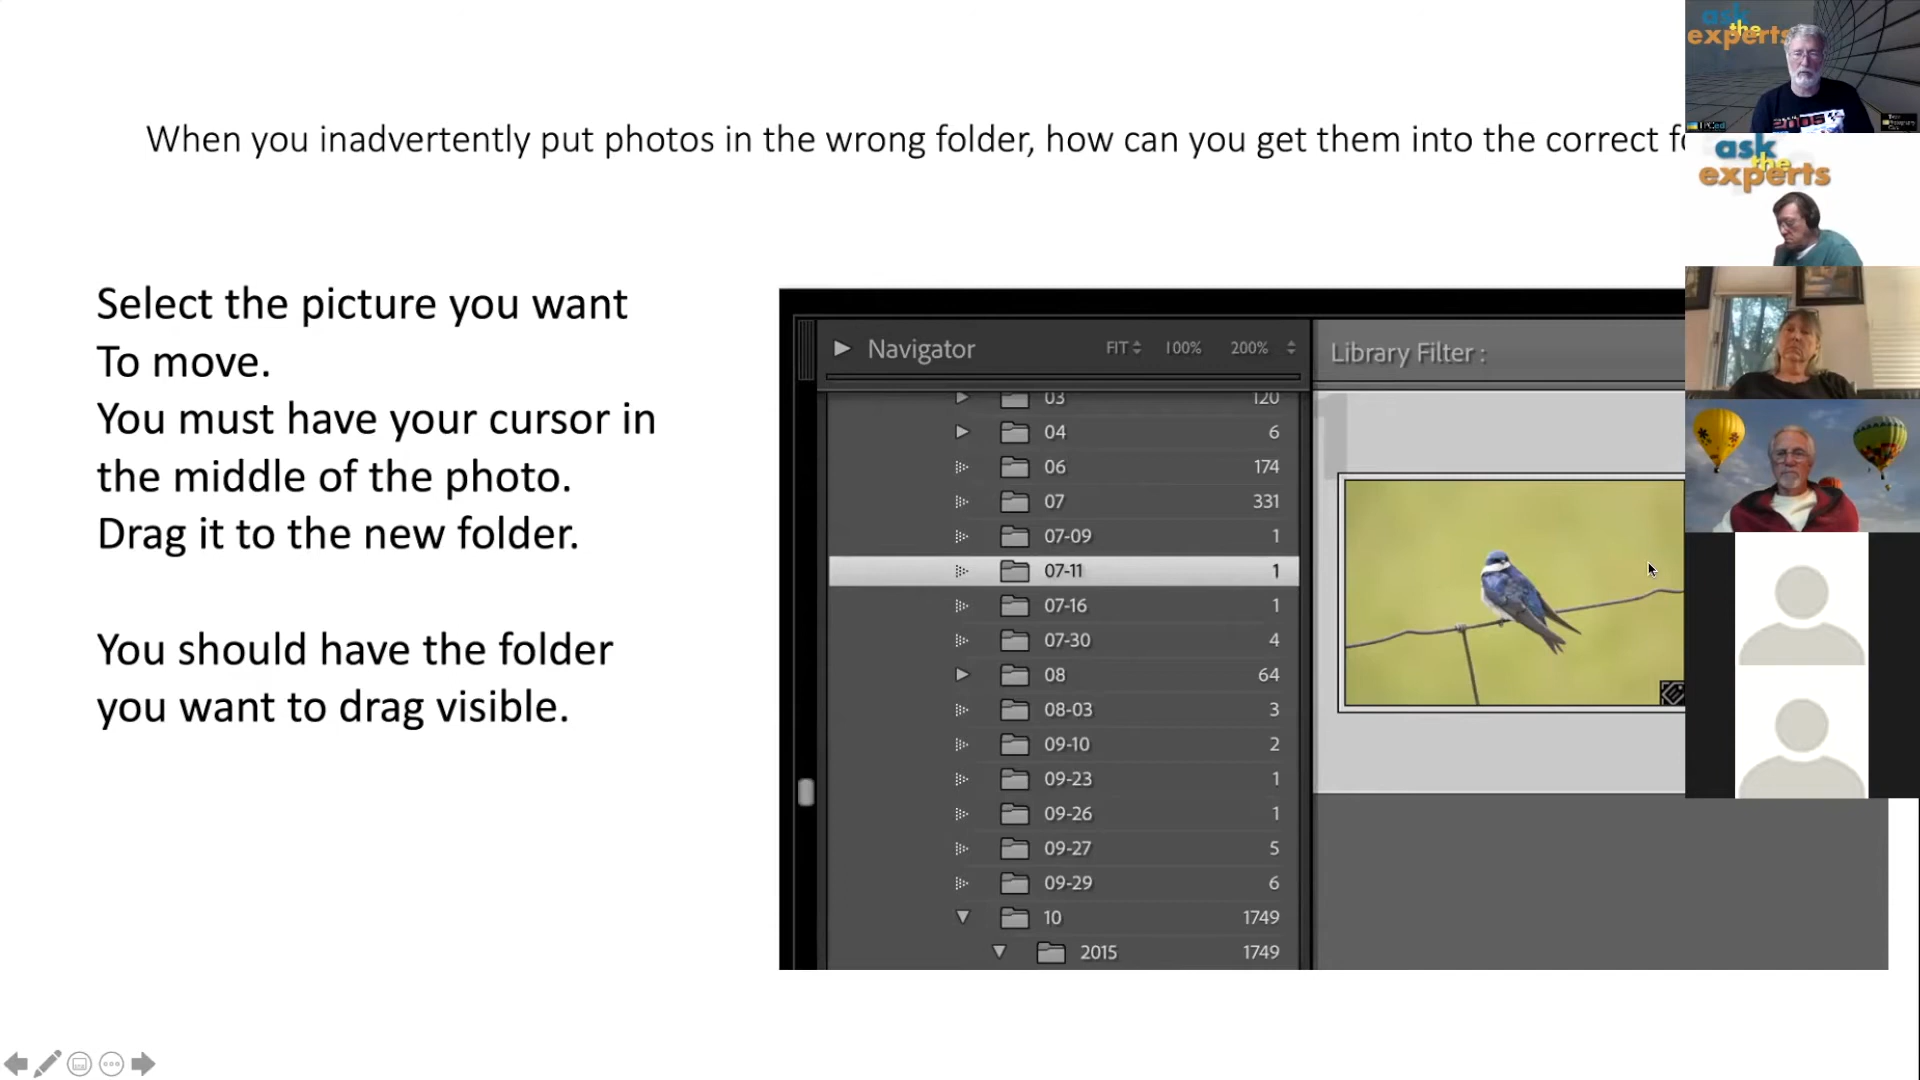 When you inadvertently put photos in the wrong folder, how can you get them into the correct
Select the picture you want
To move.
You must have your cursor in
the middle of the photo.
Drag it to the new folder.
You should have the folder
you want to drag visible.
Navigator FIT 100% 200%
03 120
04 6
06 174
07 331
07-09 1
07-11 1
07-16 1
07-30 4
08 64
08-03 3
09-10 2
09-23 1
09-26 1
09-27 5
09-29 6
10 1749
2015 1749
Library Filter :
ask
the
experts
2005
ask
the
experts